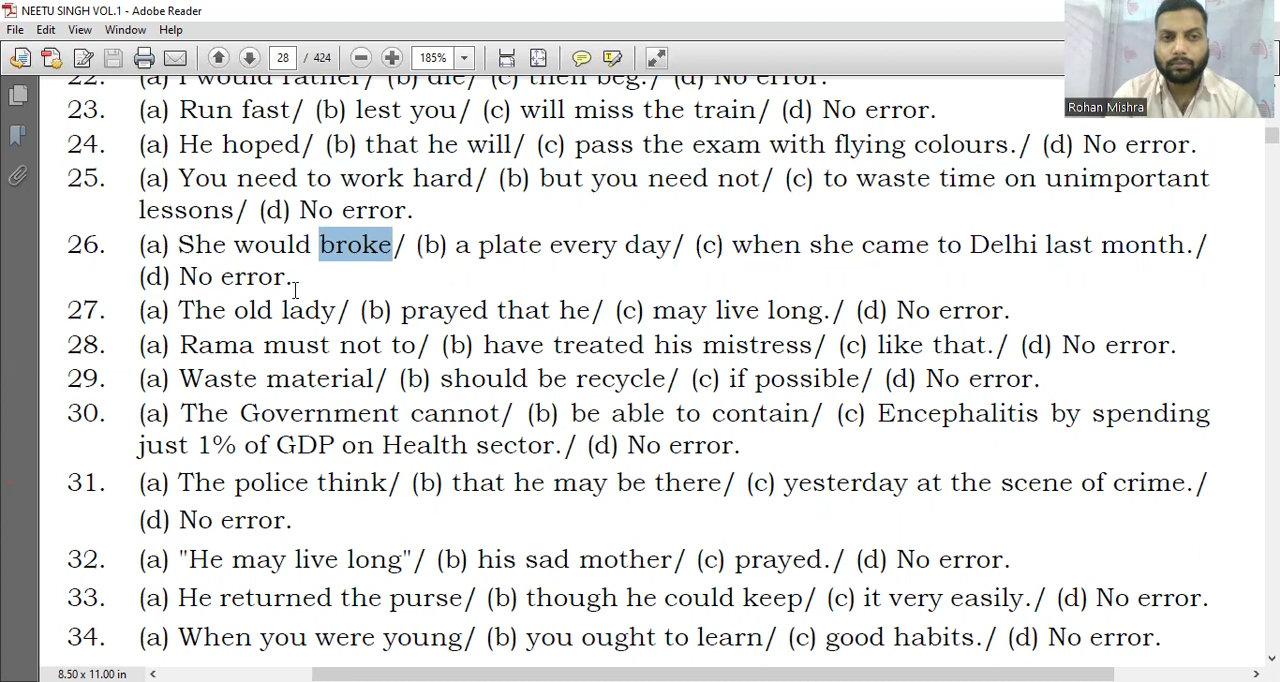 NEETU SINGH VOL.1 - Adobe Reader
File Edit View Window Help
28 / 424 185%
Rohan Mishra
22. (a) I would rather/ (b) die/ (c) then beg./ (d) No error.
23. (a) Run fast/ (b) lest you/ (c) will miss the train/ (d) No error.
24. (a) He hoped/ (b) that he will/ (c) pass the exam with flying colours./ (d) No error.
25. (a) You need to work hard/ (b) but you need not/ (c) to waste time on unimportant
lessons/ (d) No error.
26. (a) She would broke/ (b) a plate every day/ (c) when she came to Delhi last month./
(d) No error.
27. (a) The old lady/ (b) prayed that he/ (c) may live long./ (d) No error.
28. (a) Rama must not to/ (b) have treated his mistress/ (c) like that./ (d) No error.
29. (a) Waste material/ (b) should be recycle/ (c) if possible/ (d) No error.
30. (a) The Government cannot/ (b) be able to contain/ (c) Encephalitis by spending
just 1% of GDP on Health sector./ (d) No error.
31. (a) The police think/ (b) that he may be there/ (c) yesterday at the scene of crime./
(d) No error.
32. (a) "He may live long"/ (b) his sad mother/ (c) prayed./ (d) No error.
33. (a) He returned the purse/ (b) though he could keep/ (c) it very easily./ (d) No error.
34. (a) When you were young/ (b) you ought to learn/ (c) good habits./ (d) No error.
8.50 x 11.00 in